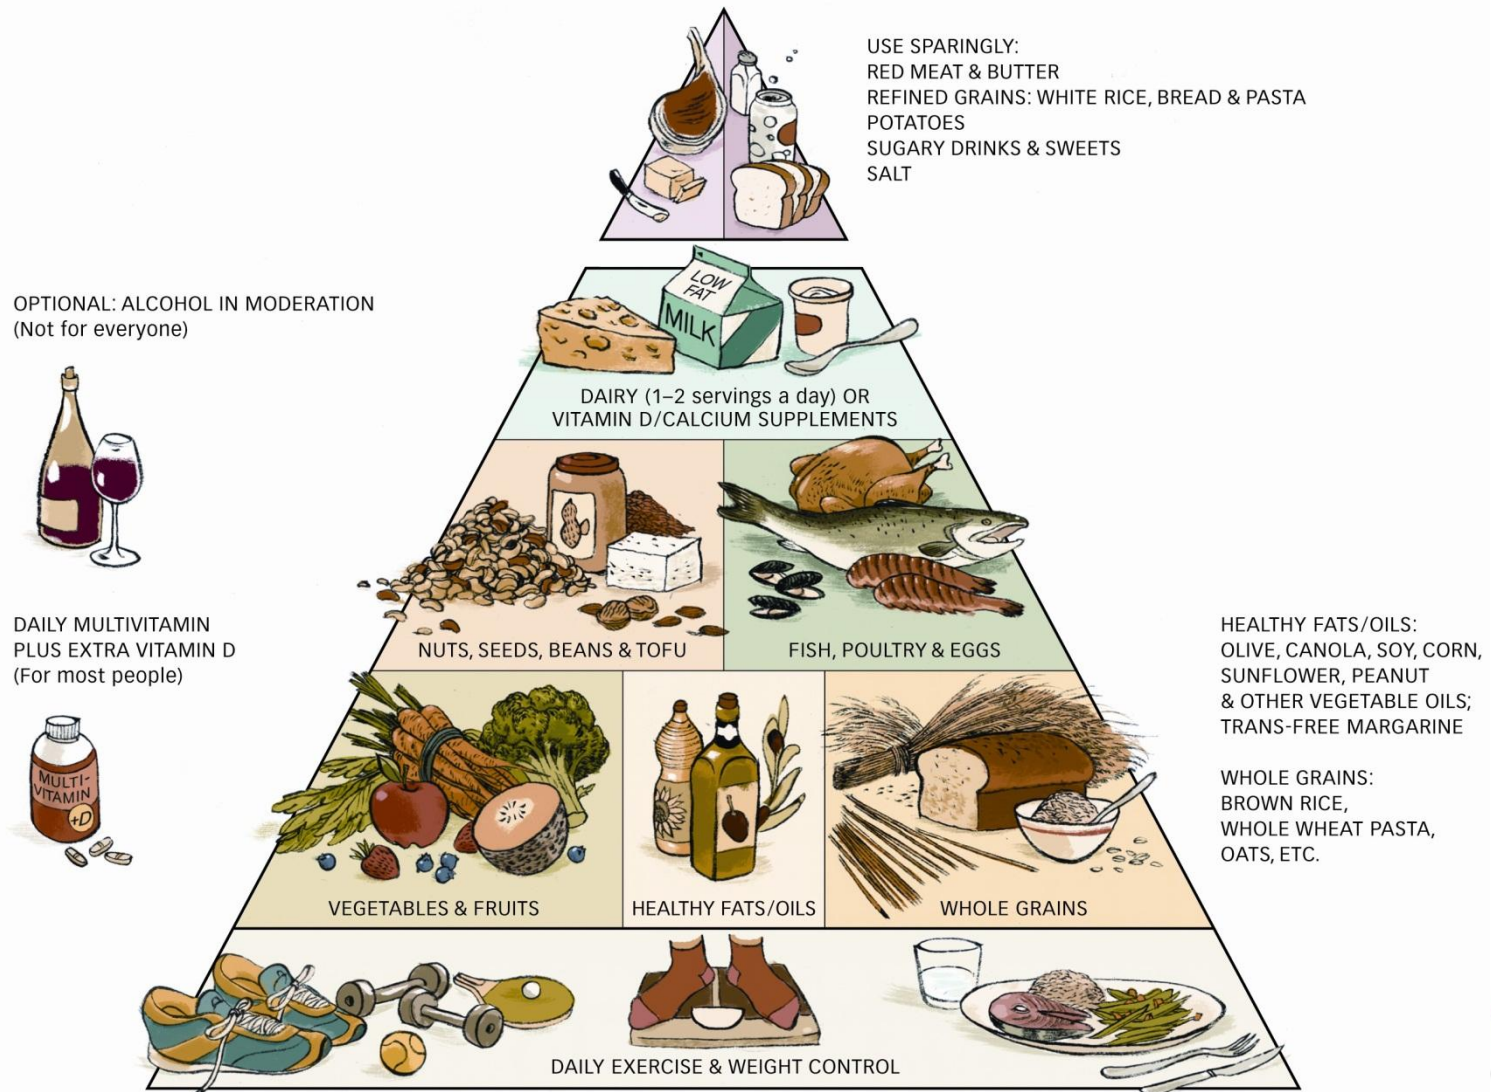 USE SPARINGLY:
RED MEAT & BUTTER
REFINED GRAINS: WHITE RICE, BREAD & PASTA
POTATOES
SUGARY DRINKS & SWEETS
SALT
OPTIONAL: ALCOHOL IN MODERATION
(Not for everyone)
LOW
FAT
MILK
DAIRY (1–2 servings a day) OR
VITAMIN D/CALCIUM SUPPLEMENTS
DAILY MULTIVITAMIN
PLUS EXTRA VITAMIN D
(For most people)
MULTI-
VITAMIN
+D
NUTS, SEEDS, BEANS & TOFU
FISH, POULTRY & EGGS
HEALTHY FATS/OILS:
OLIVE, CANOLA, SOY, CORN,
SUNFLOWER, PEANUT
& OTHER VEGETABLE OILS;
TRANS-FREE MARGARINE
WHOLE GRAINS:
BROWN RICE,
WHOLE WHEAT PASTA,
OATS, ETC.
VEGETABLES & FRUITS
HEALTHY FATS/OILS
WHOLE GRAINS
DAILY EXERCISE & WEIGHT CONTROL